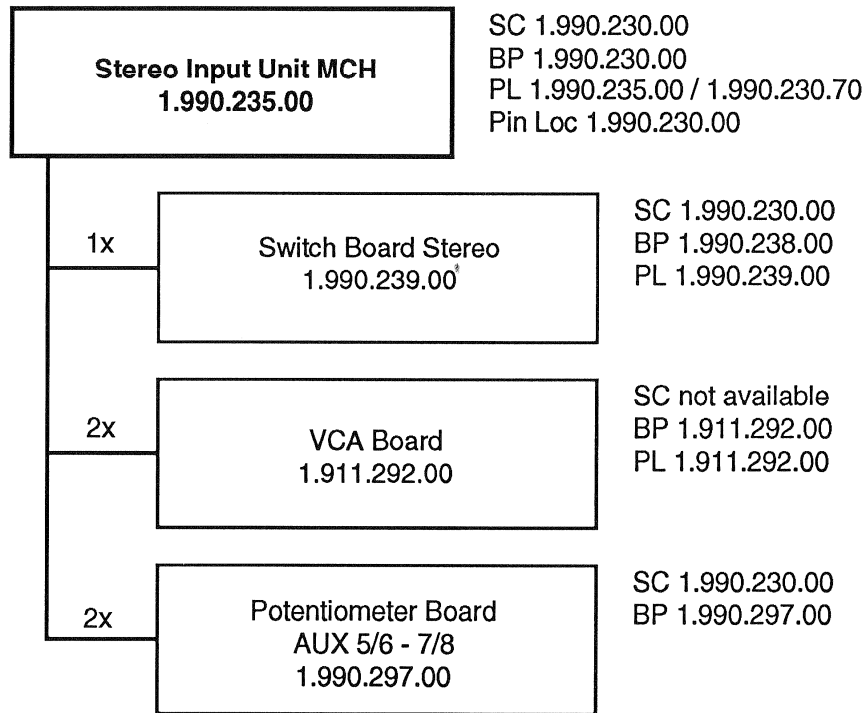 Stereo Input Unit MCH
1.990.235.00
SC 1.990.230.00
BP 1.990.230.00
PL 1.990.235.00 / 1.990.230.70
Pin Loc 1.990.230.00
1x
Switch Board Stereo
1.990.239.00
SC 1.990.230.00
BP 1.990.238.00
PL 1.990.239.00
2x
VCA Board
1.911.292.00
SC not available
BP 1.911.292.00
PL 1.911.292.00
2x
Potentiometer Board
AUX 5/6 - 7/8
1.990.297.00
SC 1.990.230.00
BP 1.990.297.00